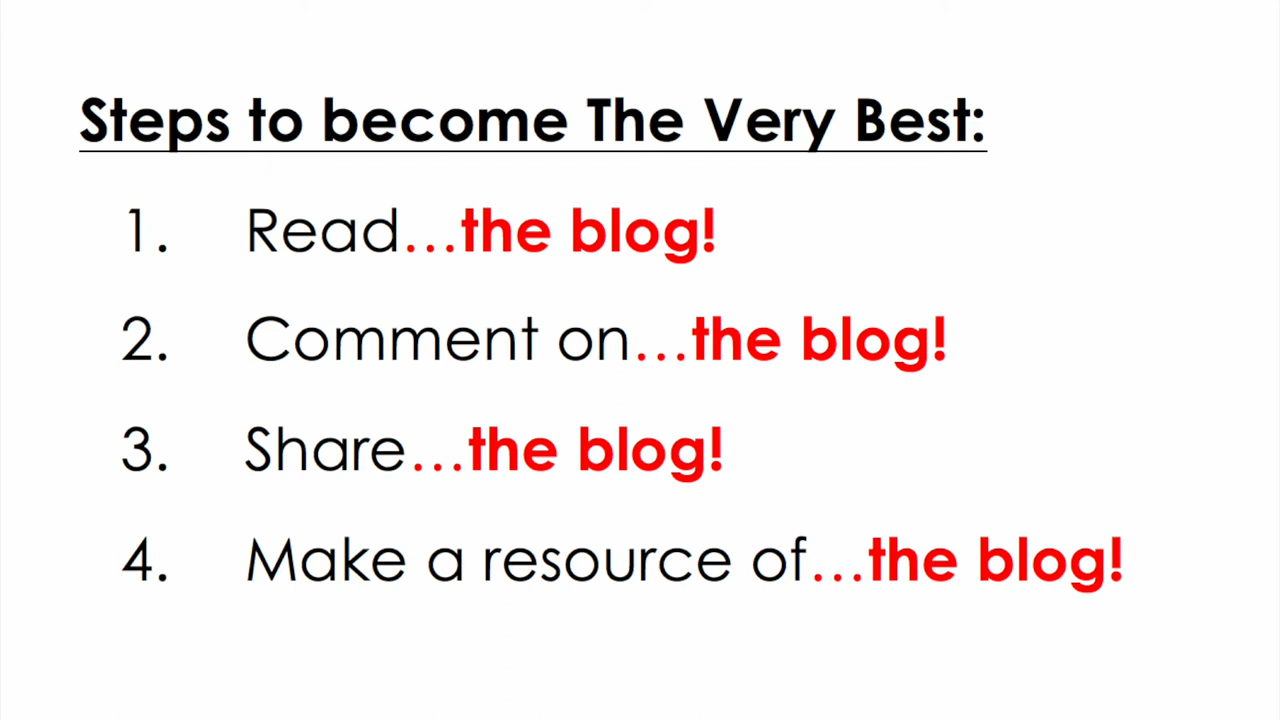 Steps to become The Very Best:
1. Read...the blog!
2. Comment on...the blog!
3. Share...the blog!
4. Make a resource of...the blog!